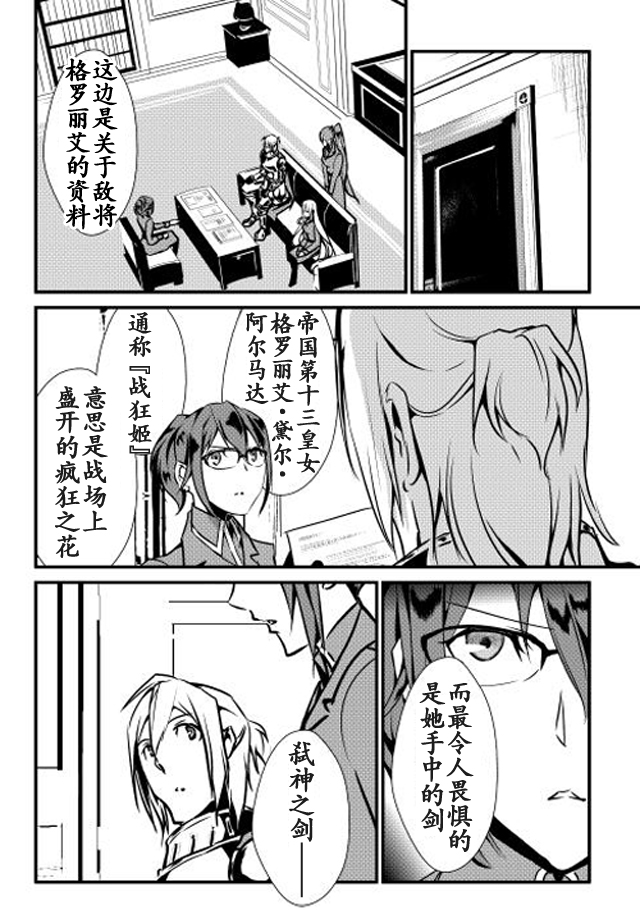 这边是关于敌将
格罗丽艾的资料
帝国第十三皇女
格罗丽艾·黛尔·
阿尔马达
通称『战狂姬』
意思是战场上
盛开的疯狂之花
而最令人畏惧的
是她手中的剑
弑神之剑——